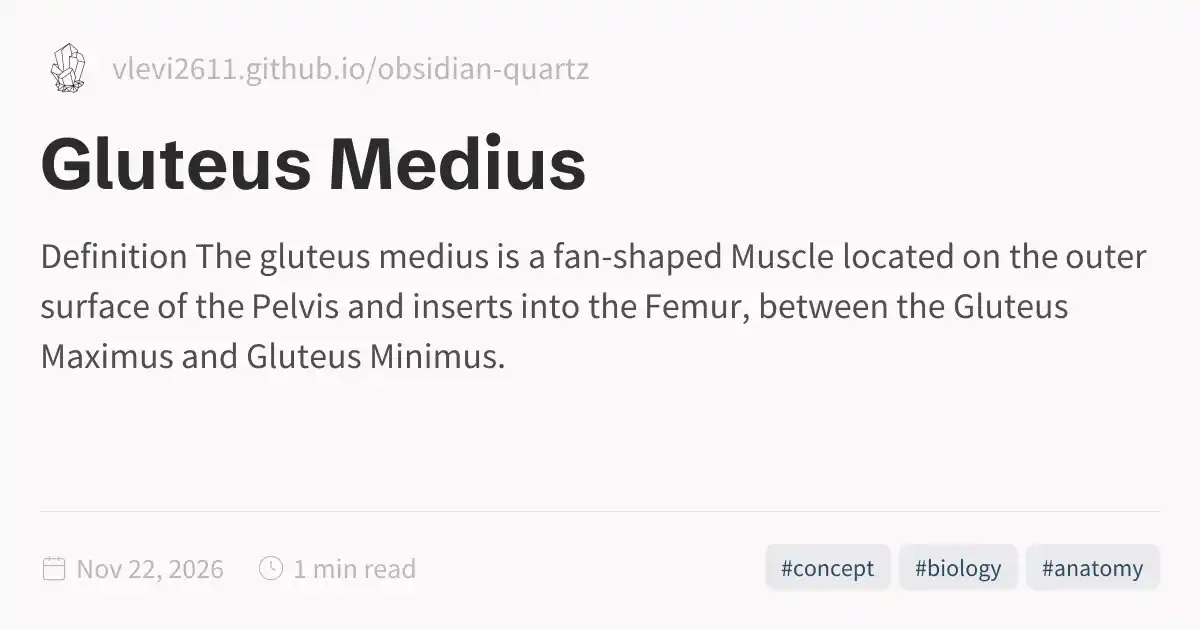 vlevi2611.github.io/obsidian-quartz
Gluteus Medius
Definition The gluteus medius is a fan-shaped Muscle located on the outer
surface of the Pelvis and inserts into the Femur, between the Gluteus
Maximus and Gluteus Minimus.
Nov 22, 2026 1 min read #concept #biology #anatomy